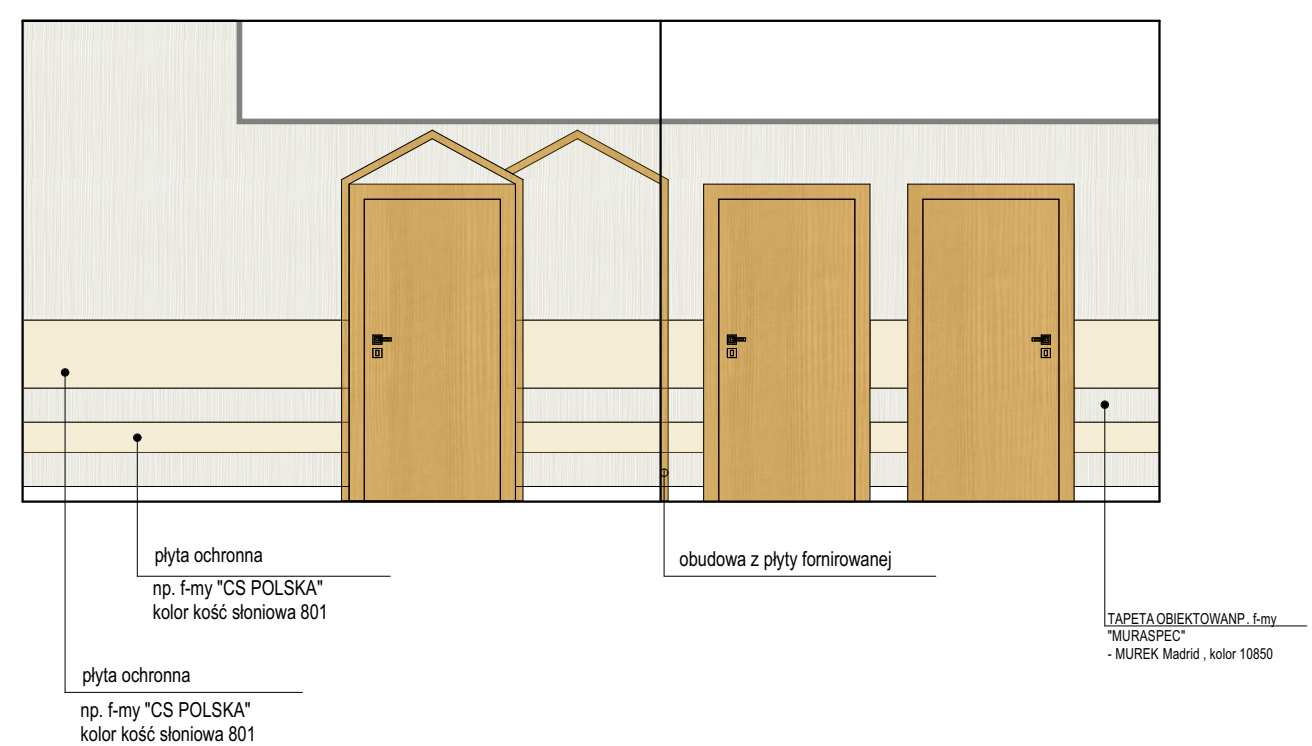 płyta ochronna
np. f-my "CS POLSKA"
kolor kość słoniowa 801
obudowa z płyty fornirowanej
TAPETA OBIEKTOWANP. f-my
"MURASPEC"
- MUREK Madrid , kolor 10850
płyta ochronna
np. f-my "CS POLSKA"
kolor kość słoniowa 801